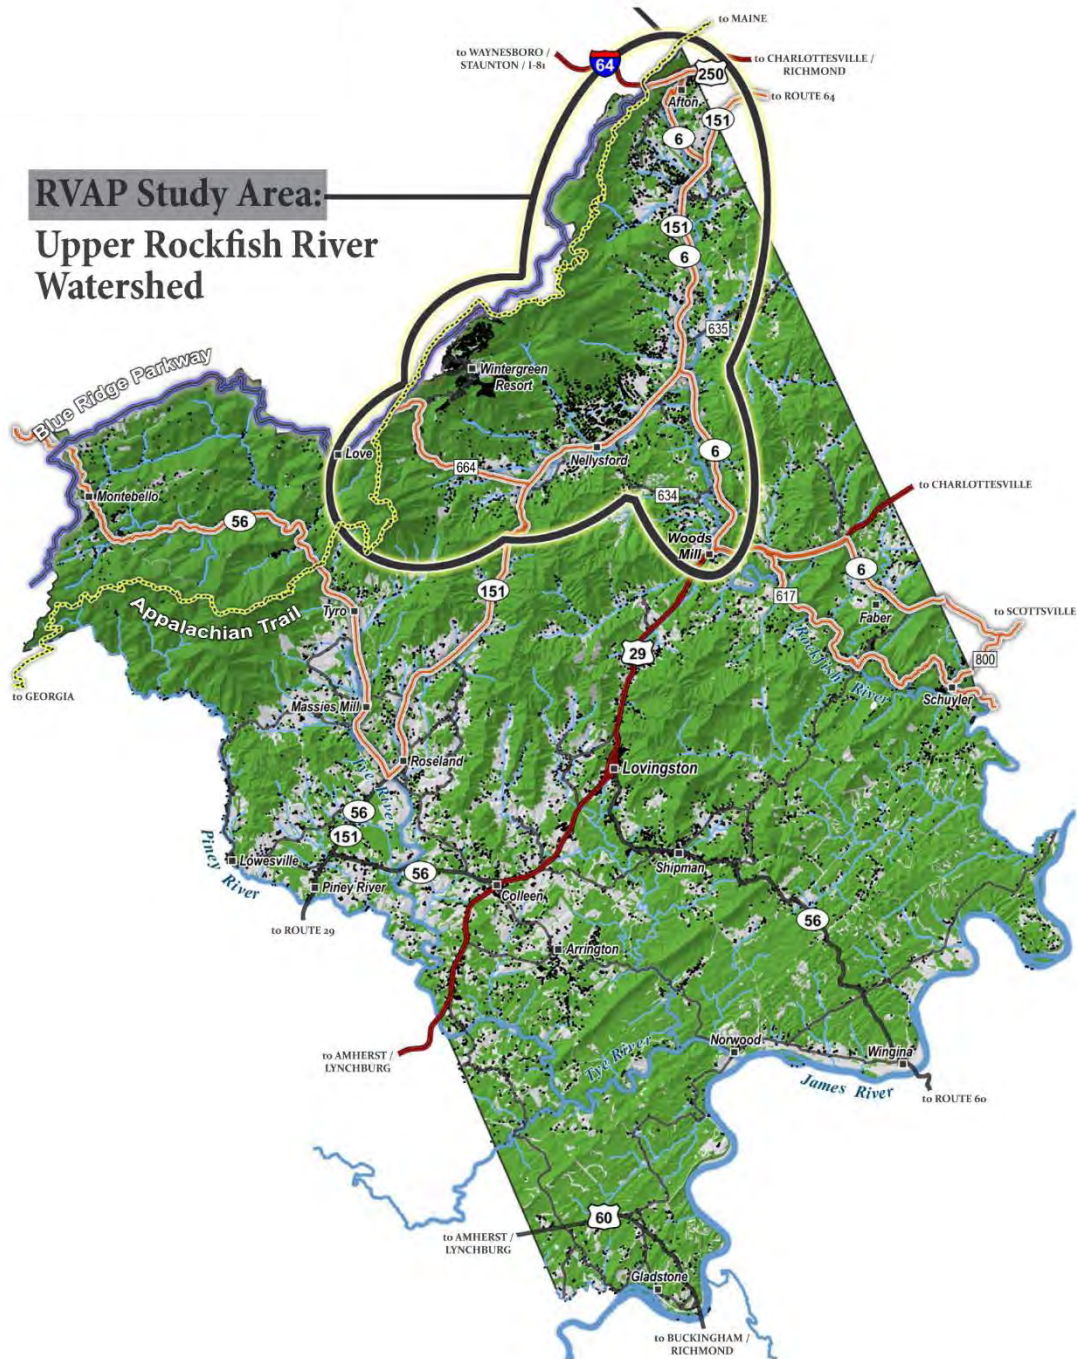 to MAINE
to WAYNESBORO /
STAUNTON / I-81
64
250
to CHARLOTTESVILLE /
RICHMOND
Afton
to ROUTE 64
151
6
RVAP Study Area:
Upper Rockfish River
Watershed
151
6
635
Blue Ridge Parkway
Wintergreen
Resort
Love
664
Nellysford
6
634
to CHARLOTTESVILLE
Montebello
56
Woods
Mill
6
151
617
Faber
to SCOTTSVILLE
Appalachian Trail
Tyro
29
Rockfish River
800
to GEORGIA
Massies Mill
Schuyler
Roseland
Lovingston
Tye River
56
151
Piney River
Lowesville
56
Shipman
Piney River
Colleen
56
to ROUTE 29
Arrington
Norwood
Wingina
to AMHERST /
LYNCHBURG
Tye River
James River
to ROUTE 60
60
to AMHERST /
LYNCHBURG
Gladstone
to BUCKINGHAM /
RICHMOND